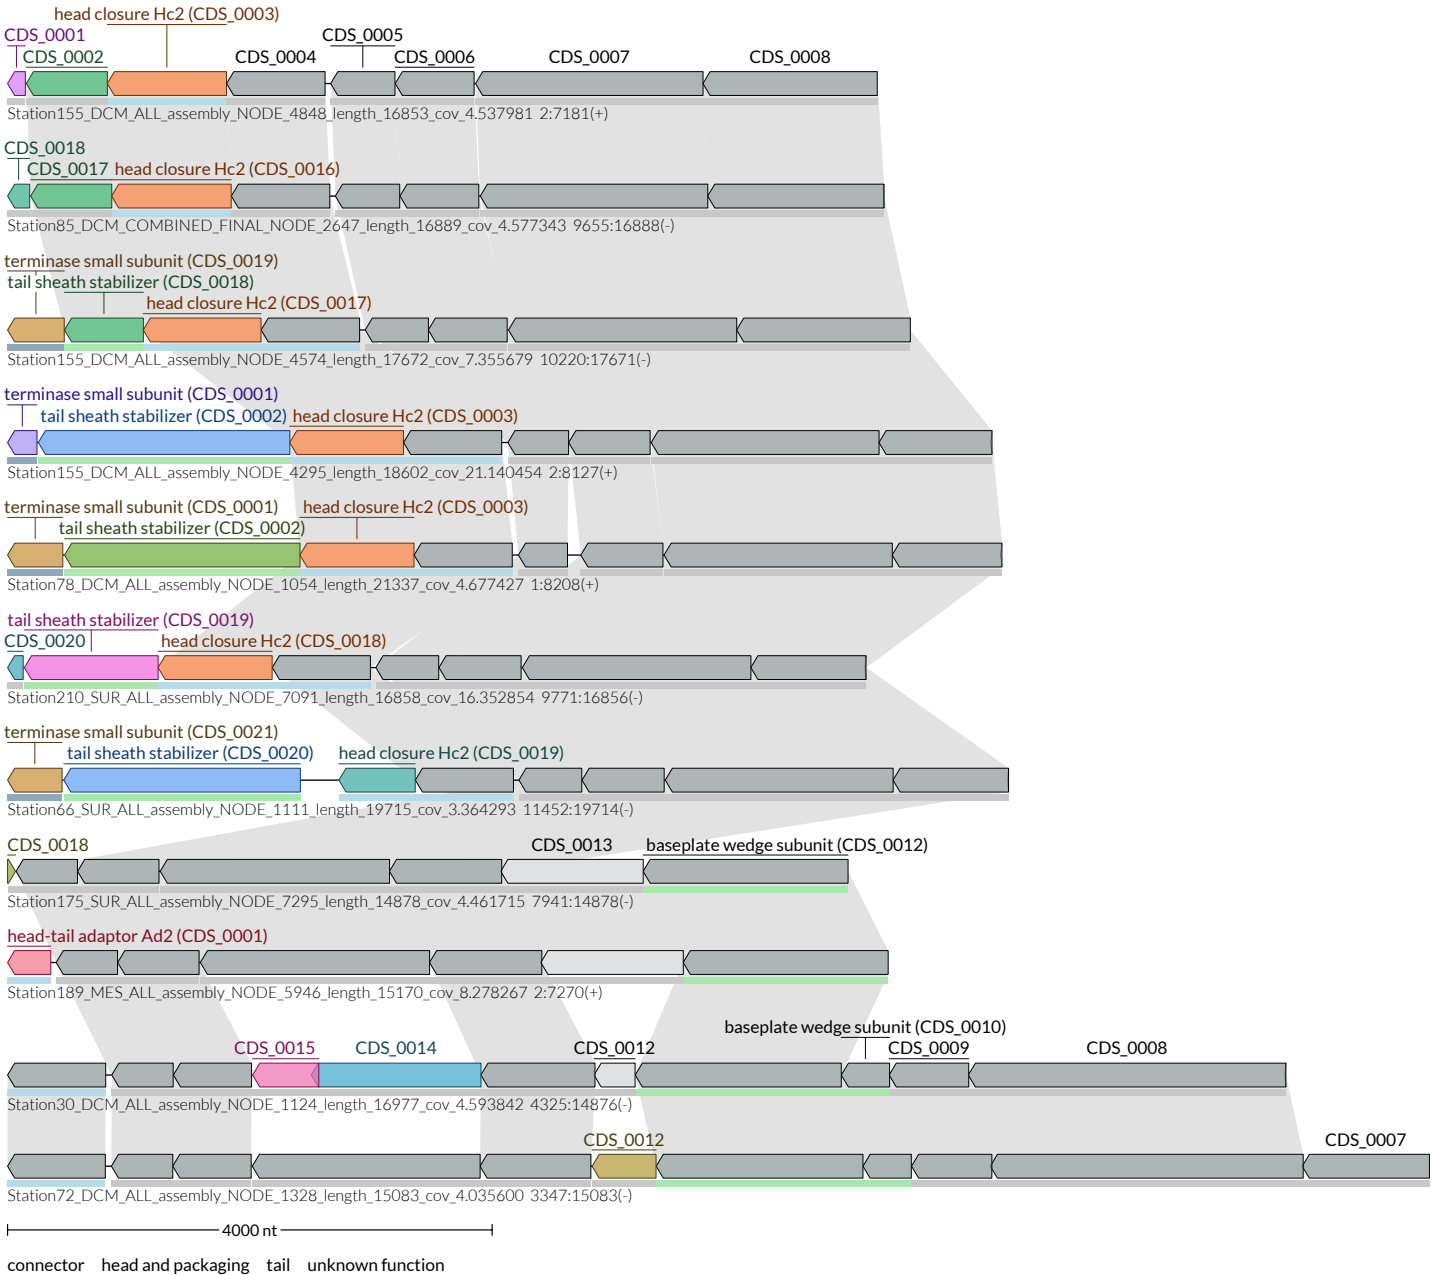 head closure Hc2 (CDS_0003)
CDS_0001 CDS_0005
CDS_0002 CDS_0004 CDS_0006 CDS_0007 CDS_0008
Station155_DCM_ALL_assembly_NODE_4848_length_16853_cov_4.537981 2:7181(+)
CDS_0018
CDS_0017 head closure Hc2 (CDS_0016)
Station85_DCM_COMBINED_FINAL_NODE_2647_length_16889_cov_4.577343 9655:16888(-)
terminase small subunit (CDS_0019)
tail sheath stabilizer (CDS_0018)
head closure Hc2 (CDS_0017)
Station155_DCM_ALL_assembly_NODE_4574_length_17672_cov_7.355679 10220:17671(-)
terminase small subunit (CDS_0001)
tail sheath stabilizer (CDS_0002) head closure Hc2 (CDS_0003)
Station155_DCM_ALL_assembly_NODE_4295_length_18602_cov_21.140454 2:8127(+)
terminase small subunit (CDS_0001) head closure Hc2 (CDS_0003)
tail sheath stabilizer (CDS_0002)
Station78_DCM_ALL_assembly_NODE_1054_length_21337_cov_4.677427 1:8208(+)
tail sheath stabilizer (CDS_0019)
CDS_0020 head closure Hc2 (CDS_0018)
Station210_SUR_ALL_assembly_NODE_7091_length_16858_cov_16.352854 9771:16856(-)
terminase small subunit (CDS_0021)
tail sheath stabilizer (CDS_0020) head closure Hc2 (CDS_0019)
Station66_SUR_ALL_assembly_NODE_1111_length_19715_cov_3.364293 11452:19714(-)
CDS_0018 CDS_0013 baseplate wedge subunit (CDS_0012)
Station175_SUR_ALL_assembly_NODE_7295_length_14878_cov_4.461715 7941:14878(-)
head-tail adaptor Ad2 (CDS_0001)
Station189_MES_ALL_assembly_NODE_5946_length_15170_cov_8.278267 2:7270(+)
baseplate wedge subunit (CDS_0010)
CDS_0015 CDS_0014 CDS_0012 CDS_0009 CDS_0008
Station30_DCM_ALL_assembly_NODE_1124_length_16977_cov_4.593842 4325:14876(-)
CDS_0012 CDS_0007
Station72_DCM_ALL_assembly_NODE_1328_length_15083_cov_4.035600 3347:15083(-)
4000 nt
connector head and packaging tail unknown function